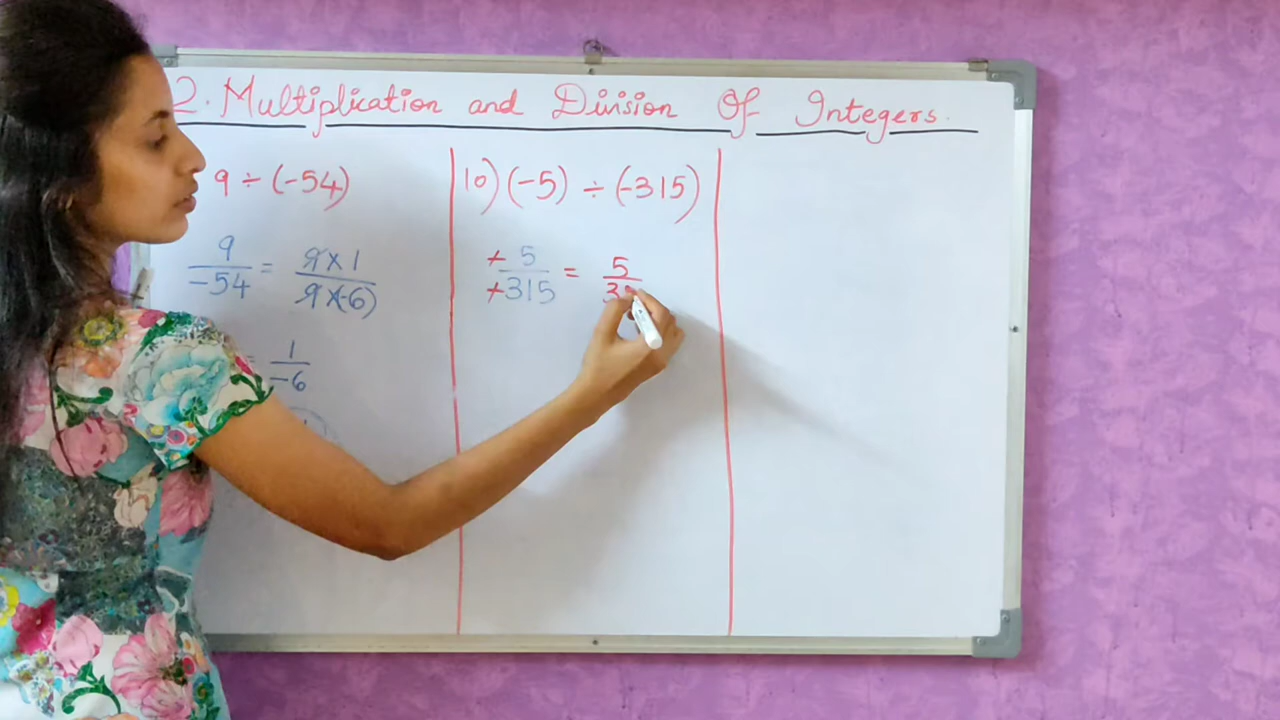 2. Multiplication and Division Of Integers.
9 ÷ (-54)
9/-54 = 9×1/9×(-6)
= 1/-6
10) (-5) ÷ (-315)
-5/-315 = 5/3